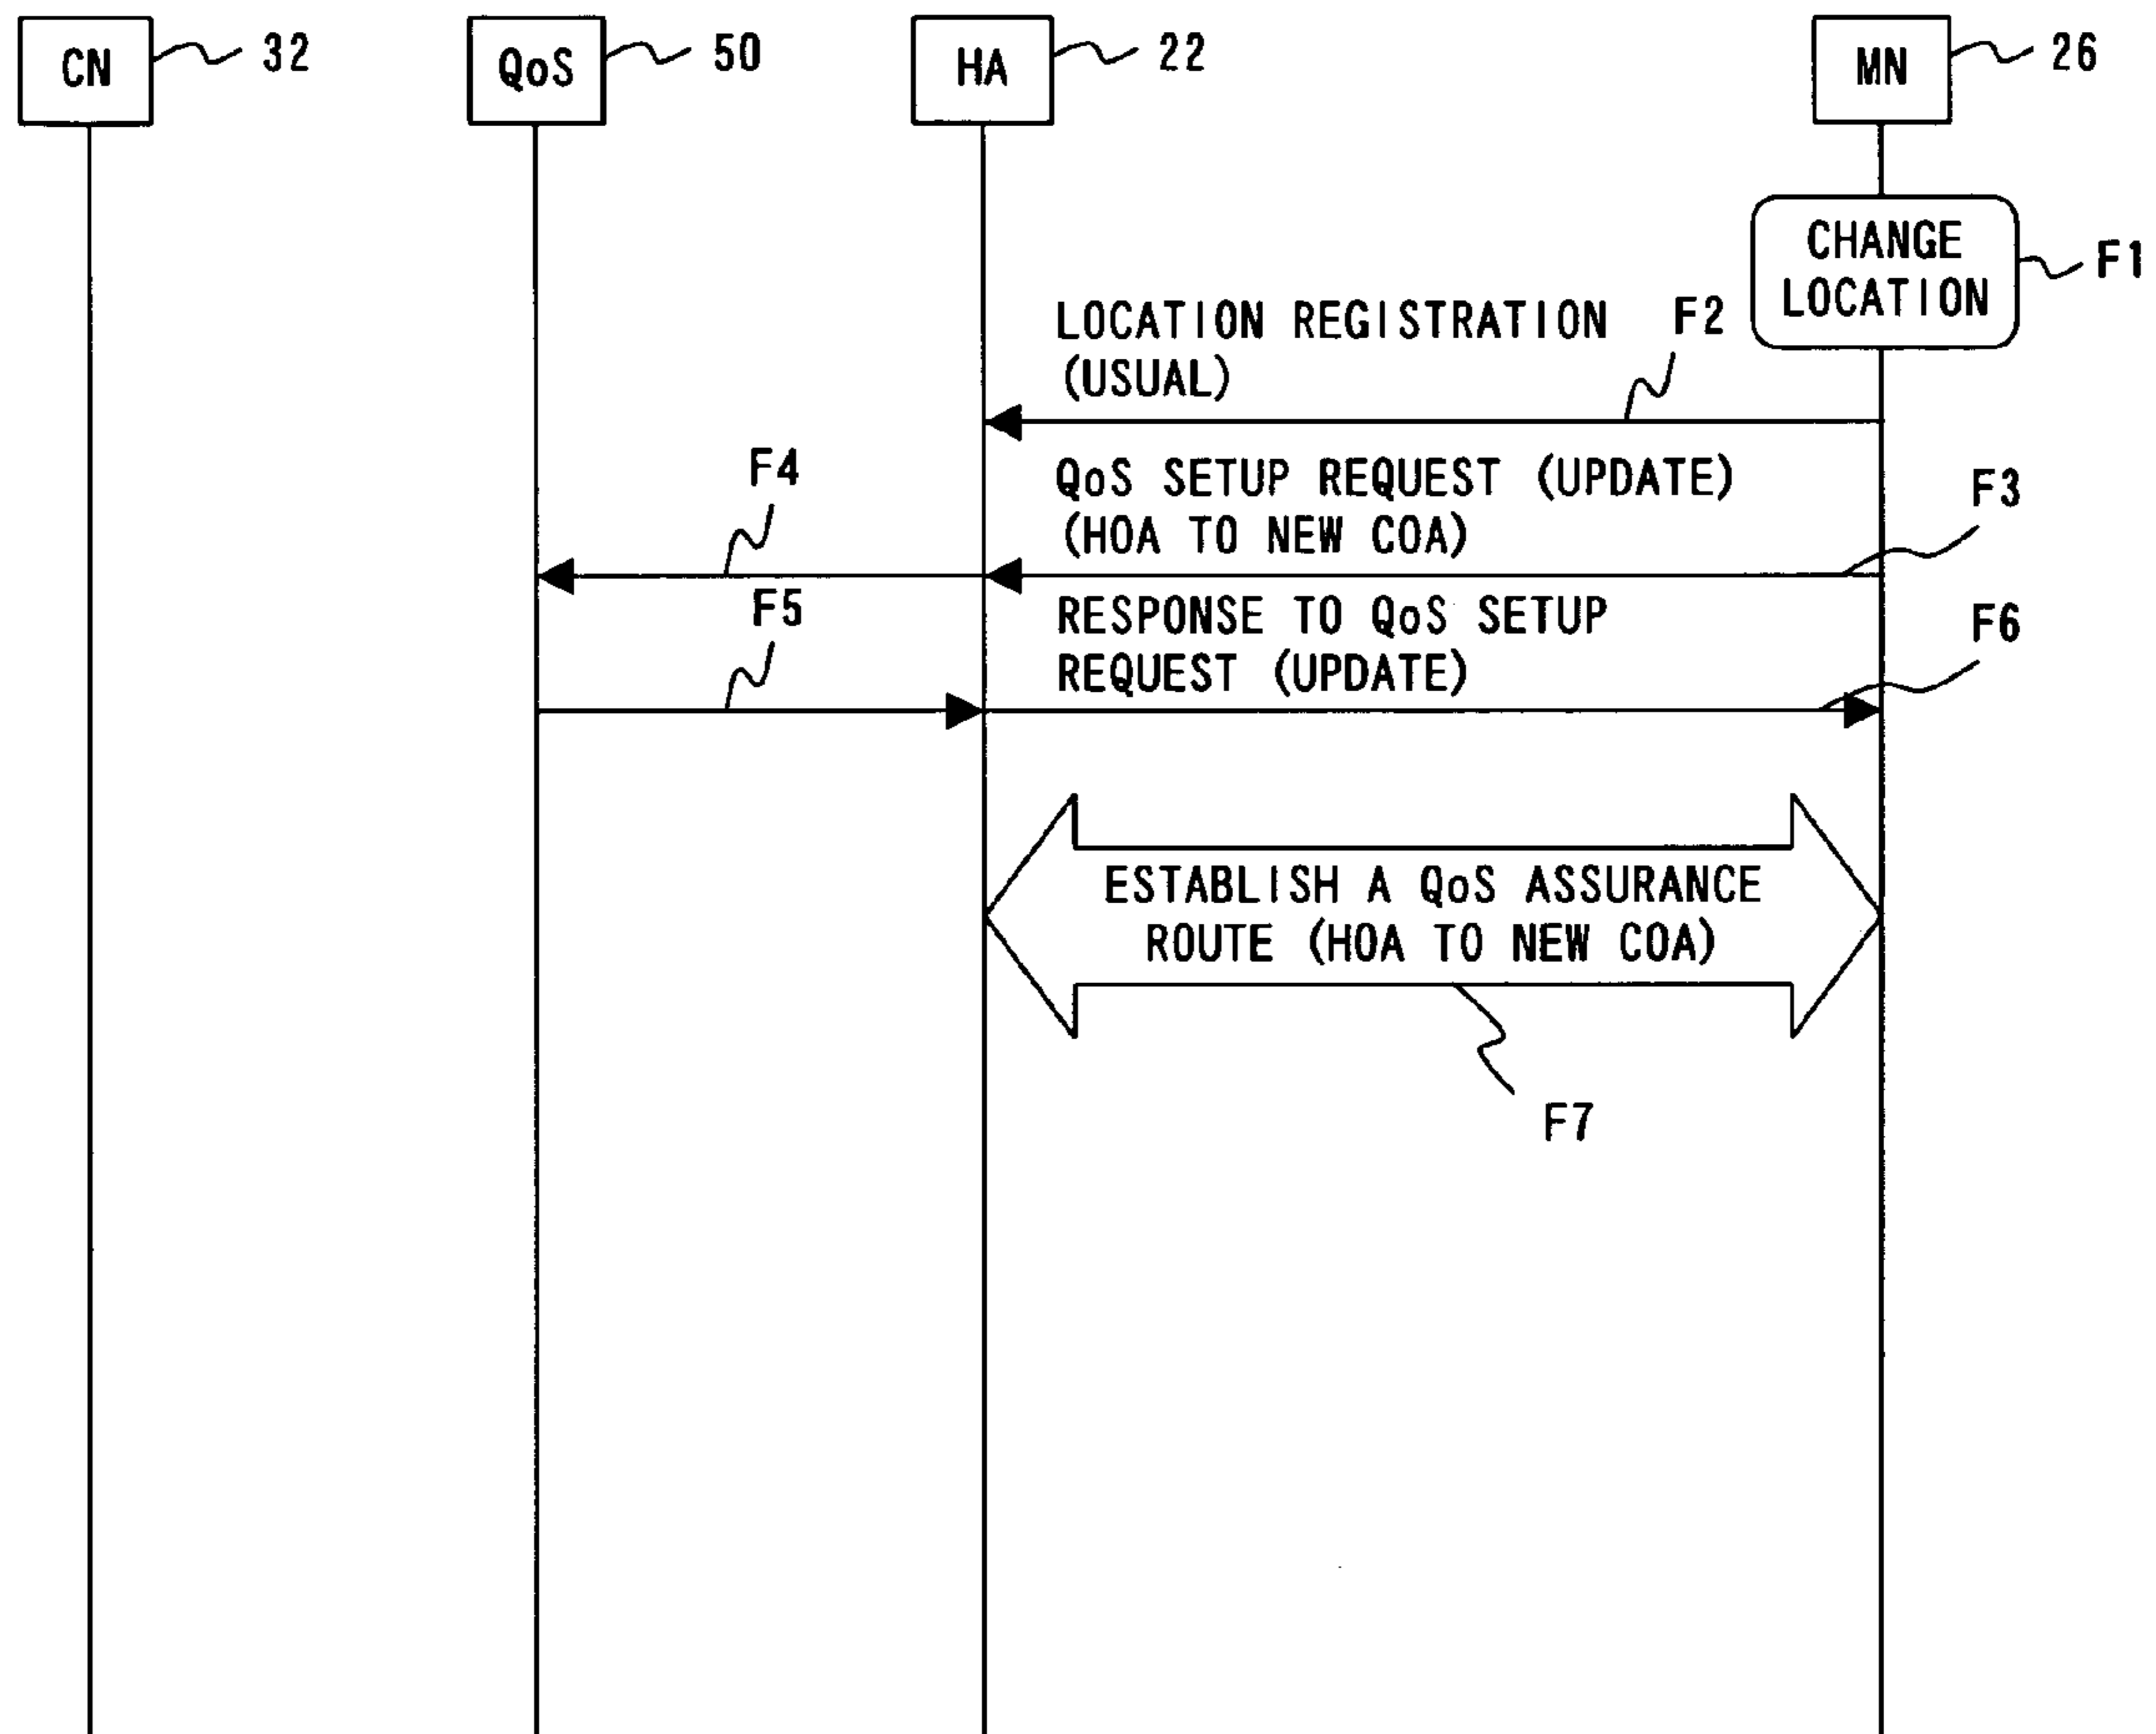 CN
32
QoS
50
HA
22
MN
26
CHANGE
LOCATION
F1
LOCATION REGISTRATION
(USUAL)
F2
F4
QoS SETUP REQUEST (UPDATE)
(HOA TO NEW COA)
F3
F5
RESPONSE TO QoS SETUP
REQUEST (UPDATE)
F6
ESTABLISH A QoS ASSURANCE
ROUTE (HOA TO NEW COA)
F7